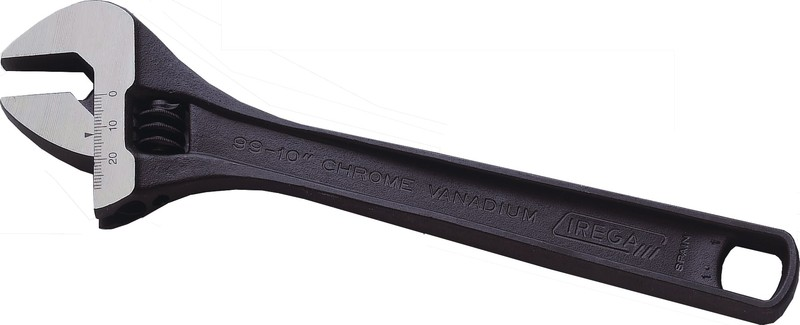 0
10
20
99-10" CHROME VANADIUM
IREGA
SPAIN